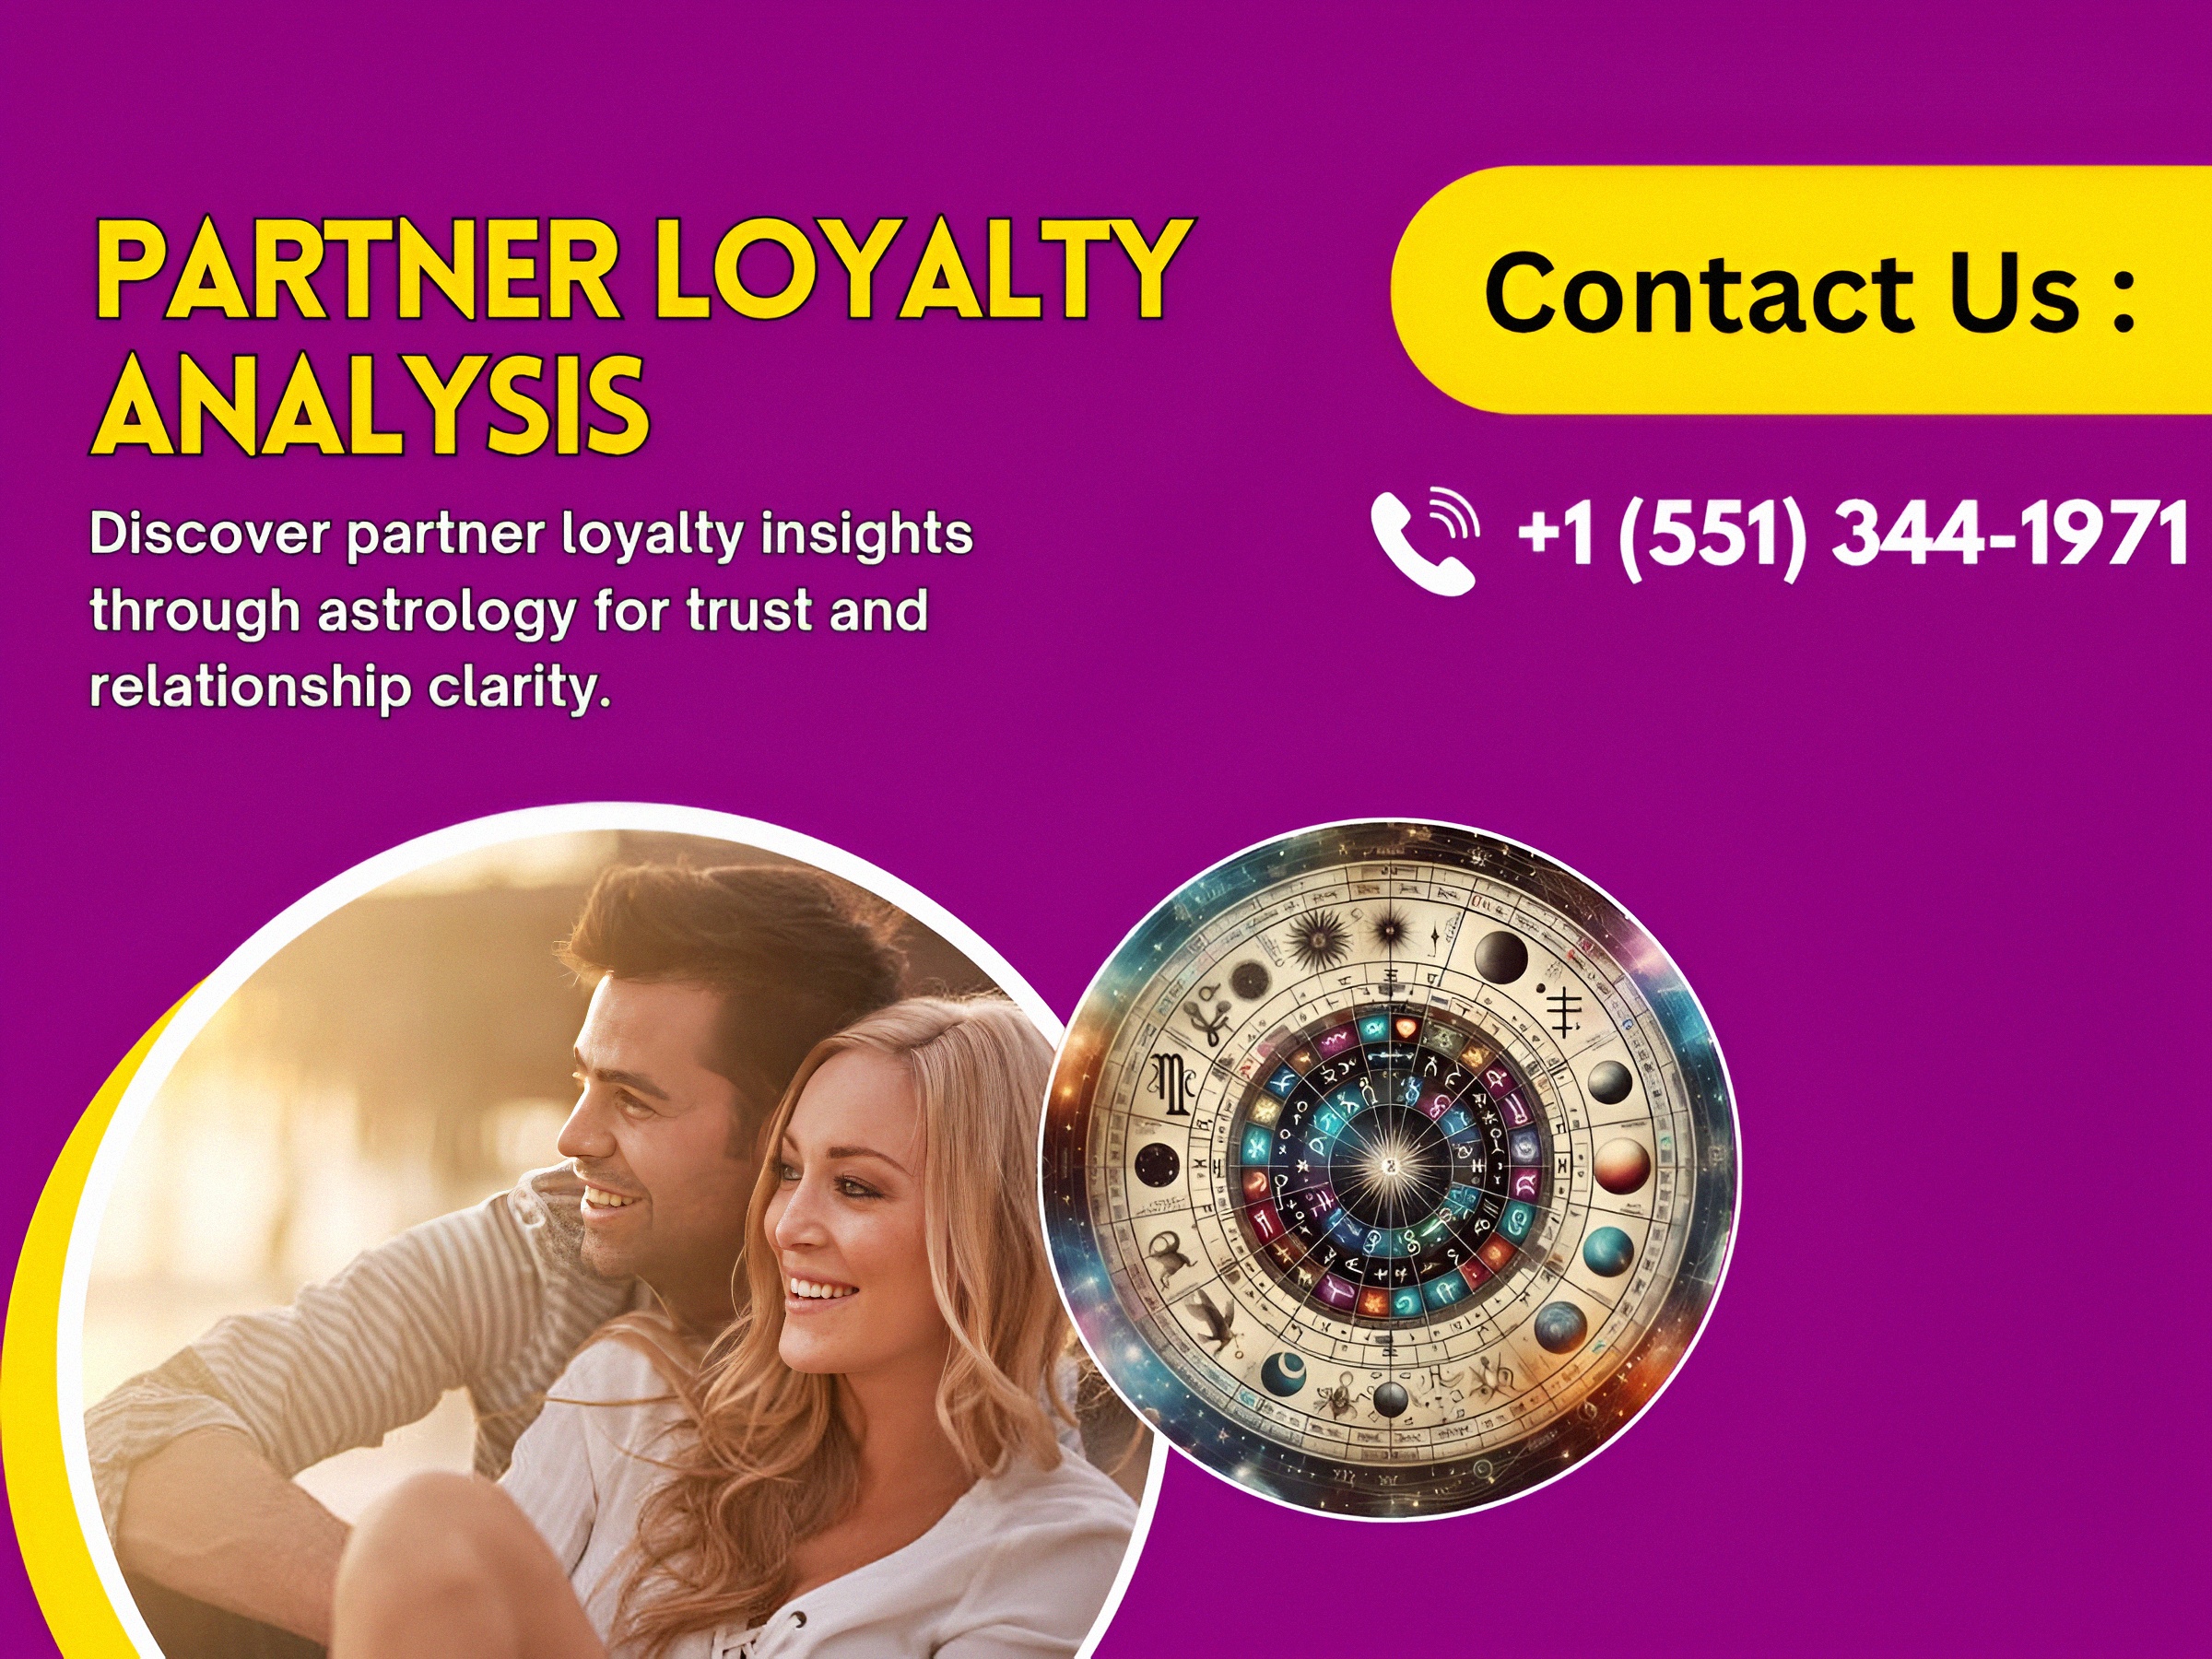 PARTNER LOYALTY
ANALYSIS
Discover partner loyalty insights
through astrology for trust and
relationship clarity.
Contact Us :
+1 (551) 344-1971